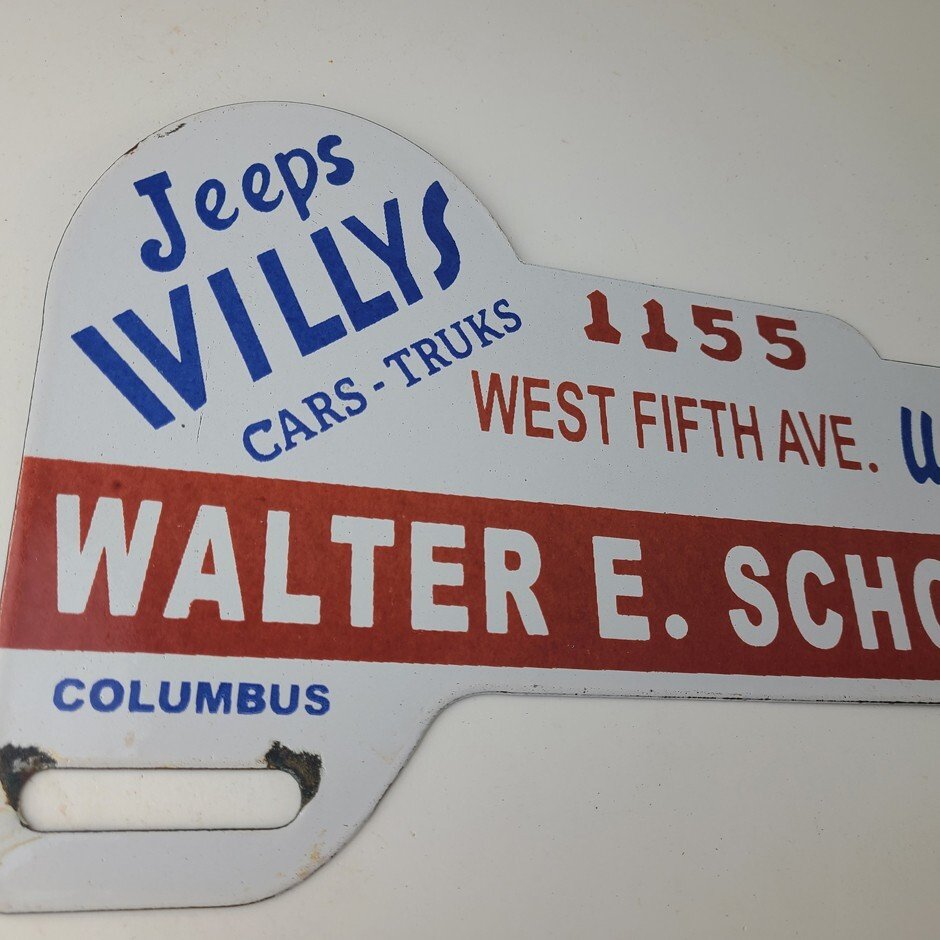 Jeeps
WILLYS
CARS - TRUKS
1155
WEST FIFTH AVE.
WALTER E. SCHO
COLUMBUS